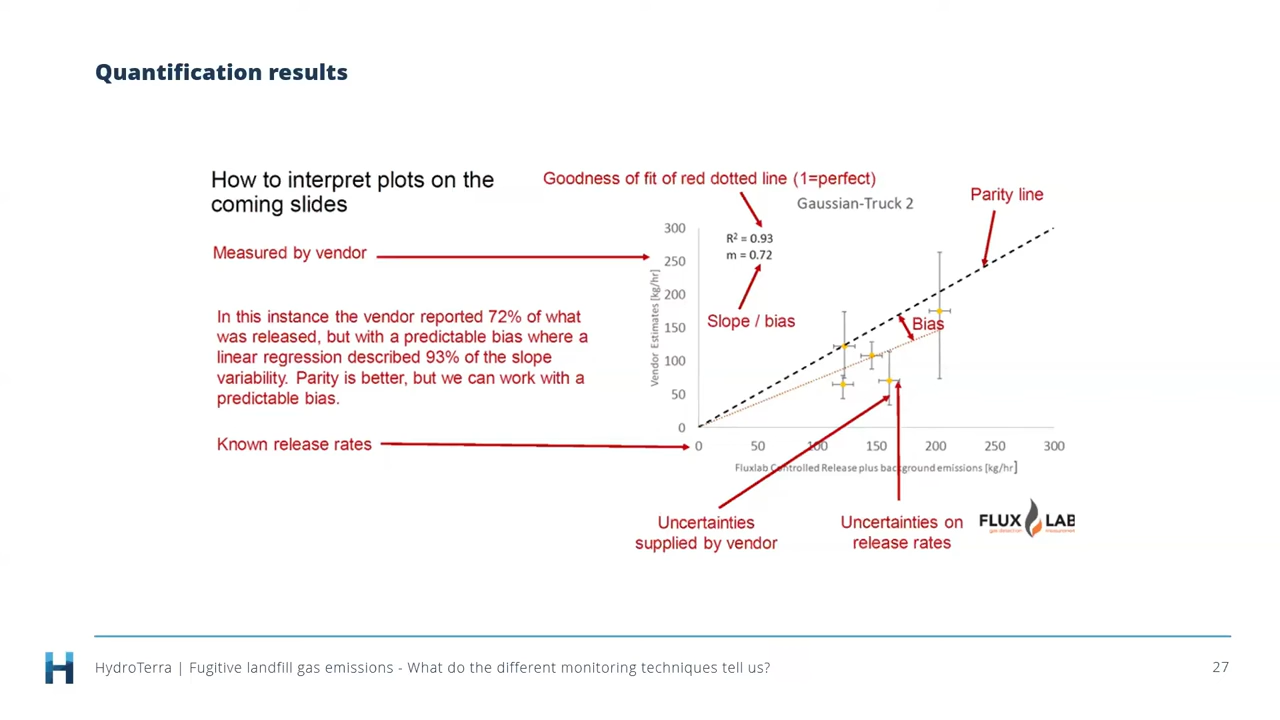 Quantification results
How to interpret plots on the
coming slides
Goodness of fit of red dotted line (1=perfect)
Gaussian-Truck 2
Parity line
Measured by vendor
In this instance the vendor reported 72% of what
was released, but with a predictable bias where a
linear regression described 93% of the slope
variability. Parity is better, but we can work with a
predictable bias.
Known release rates
R² = 0.93
m = 0.72
Slope / bias
Bias
Vendor Estimates [kg/hr]
300
250
200
150
100
50
0
0 50 100 150 200 250 300
Fluxlab Controlled Release plus background emissions [kg/hr]
Uncertainties
supplied by vendor
Uncertainties on
release rates
FLUX LAB
gas detection measurement
HydroTerra | Fugitive landfill gas emissions - What do the different monitoring techniques tell us?
27